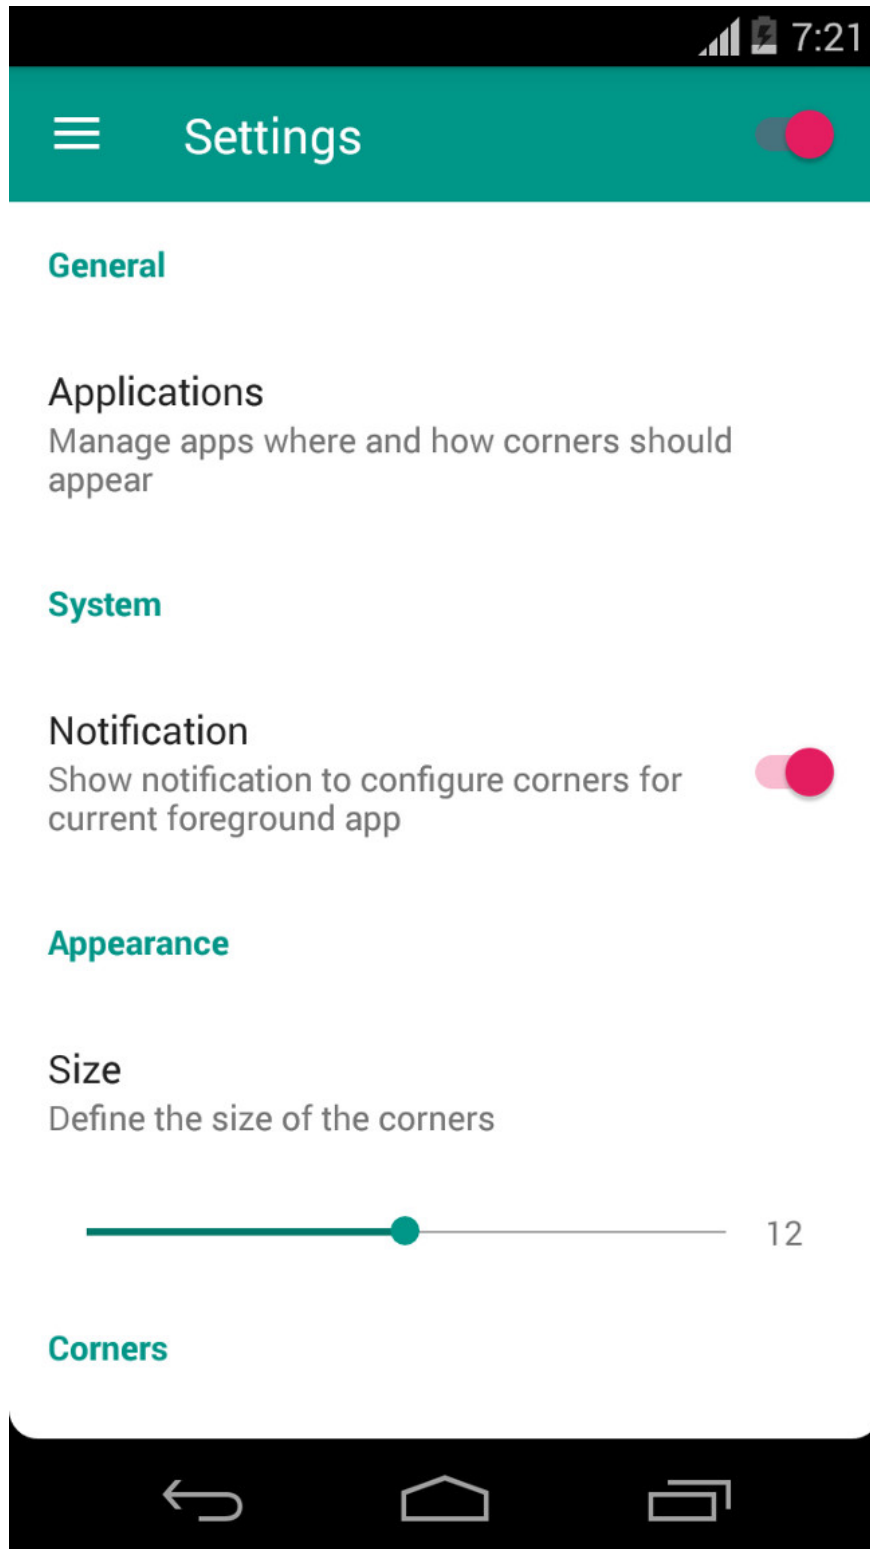 7:21
Settings
General
Applications
Manage apps where and how corners should
appear
System
Notification
Show notification to configure corners for
current foreground app
Appearance
Size
Define the size of the corners
12
Corners